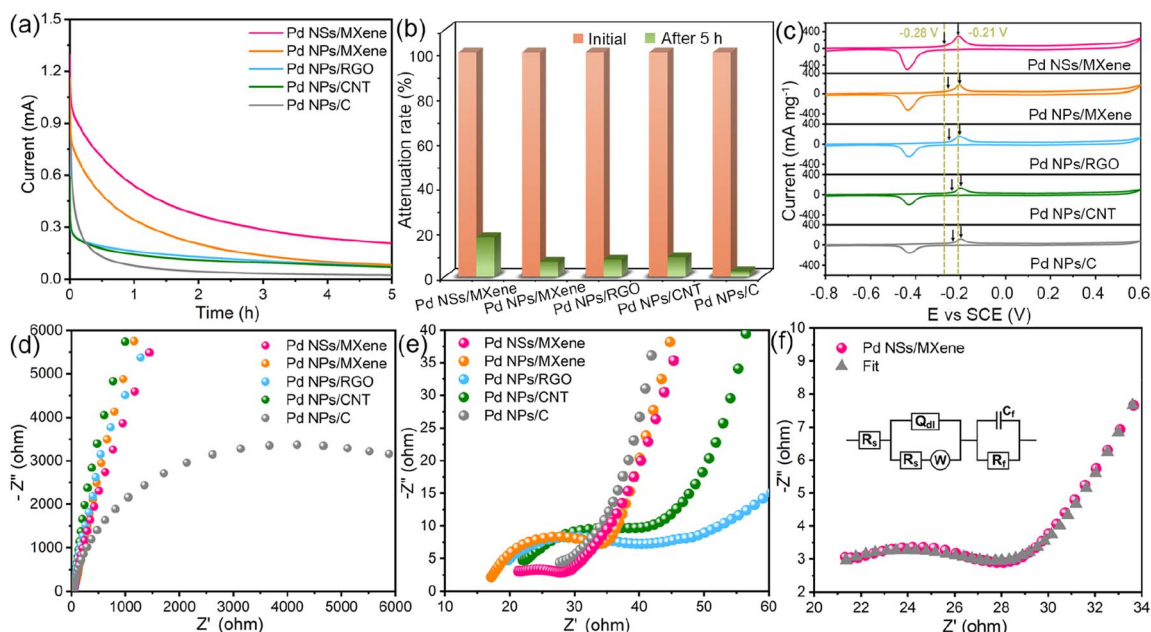 (a)
1.5
1.2
0.9
0.6
0.3
0.0
Current (mA)
0 1 2 3 4 5
Time (h)
Pd NSs/MXene
Pd NPs/MXene
Pd NPs/RGO
Pd NPs/CNT
Pd NPs/C
(b)
Initial After 5 h
100
80
60
40
20
0
Attenuation rate (%)
Pd NSs/MXene
Pd NPs/MXene
Pd NPs/RGO
Pd NPs/CNT
Pd NPs/C
(c)
-0.28 V -0.21 V
400
0
-400
Pd NSs/MXene
400
0
-400
Pd NPs/MXene
400
0
-400
Pd NPs/RGO
400
0
-400
Pd NPs/CNT
400
0
-400
Pd NPs/C
Current (mA mg⁻¹)
-0.8 -0.6 -0.4 -0.2 0.0 0.2 0.4 0.6
E vs SCE (V)
(d)
6000
5000
4000
3000
2000
1000
0
-Z" (ohm)
0 1000 2000 3000 4000 5000 6000
Z' (ohm)
Pd NSs/MXene
Pd NPs/MXene
Pd NPs/RGO
Pd NPs/CNT
Pd NPs/C
(e)
40
35
30
25
20
15
10
5
0
-Z" (ohm)
10 20 30 40 50 60
Z' (ohm)
Pd NSs/MXene
Pd NPs/MXene
Pd NPs/RGO
Pd NPs/CNT
Pd NPs/C
(f)
10
8
6
4
2
-Z" (ohm)
20 22 24 26 28 30 32 34
Z' (ohm)
Pd NSs/MXene
Fit
Rs Qdl Rs W Cf Rf